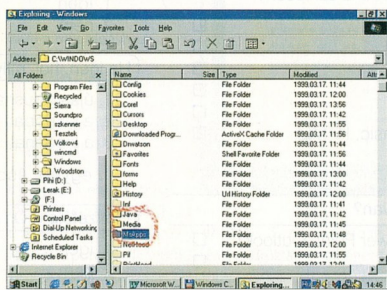 Exploring - Windows
File Edit View Go Favorites Tools Help
Address C:\WINDOWS
All Folders
Program Files
Recycled
Sierra
Soundpro
szkenner
Tesztek
Volkov4
wincmd
Windows
Woodston
Pihi (D:)
Lerak (E:)
(F:)
Printers
Control Panel
Dial-Up Networking
Scheduled Tasks
Internet Explorer
Recycle Bin
Name Size Type Modified
Config File Folder 1999.03.17. 11:44
Cookies File Folder 1999.03.17. 12:00
Corel File Folder 1999.03.17. 13:56
Cursors File Folder 1999.03.17. 11:42
Desktop File Folder 1999.03.17. 11:55
Downloaded Progr... ActiveX Cache Folder 1999.03.17. 11:56
Drwatson File Folder 1999.03.17. 11:44
Favorites Shell Favorite Folder 1999.03.17. 11:56
Fonts File Folder 1999.03.17. 11:44
forms File Folder 1999.03.17. 13:00
Help File Folder 1999.03.17. 11:42
History Url History Folder 1999.03.17. 12:00
Inf File Folder 1999.03.17. 11:41
Java File Folder 1999.03.17. 11:42
Media File Folder 1999.03.17. 11:45
MsApps File Folder 1999.03.17. 11:48
NetHood File Folder 1999.03.17. 12:00
Pif File Folder 1999.03.17. 11:55
Start
Microsoft W...
Windows C...
Exploring...
14:45